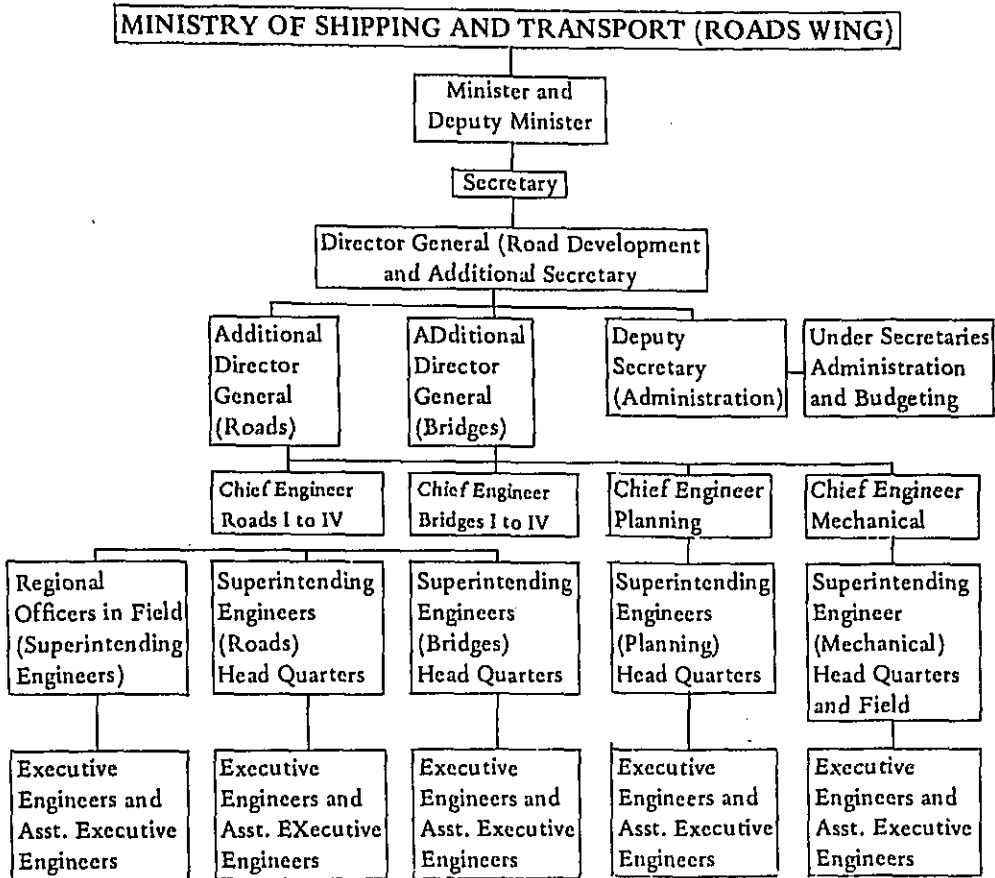 MINISTRY OF SHIPPING AND TRANSPORT (ROADS WING)
Minister and
Deputy Minister
Secretary
Director General (Road Development
and Additional Secretary
Additional
Director
General
(Roads)
ADditional
Director
General
(Bridges)
Deputy
Secretary
(Administration)
Under Secretaries
Administration
and Budgeting
Chief Engineer
Roads I to IV
Chief Engineer
Bridges I to IV
Chief Engineer
Planning
Chief Engineer
Mechanical
Regional
Officers in Field
(Superintending
Engineers)
Superintending
Engineers
(Roads)
Head Quarters
Superintending
Engineers
(Bridges)
Head Quarters
Superintending
Engineers
(Planning)
Head Quarters
Superintending
Engineer
(Mechanical)
Head Quarters
and Field
Executive
Engineers and
Asst. Executive
Engineers
Executive
Engineers and
Asst. EXecutive
Engineers
Executive
Engineers and
Asst. Executive
Engineers
Executive
Engineers and
Asst. Executive
Engineers
Executive
Engineers and
Asst. Executive
Engineers